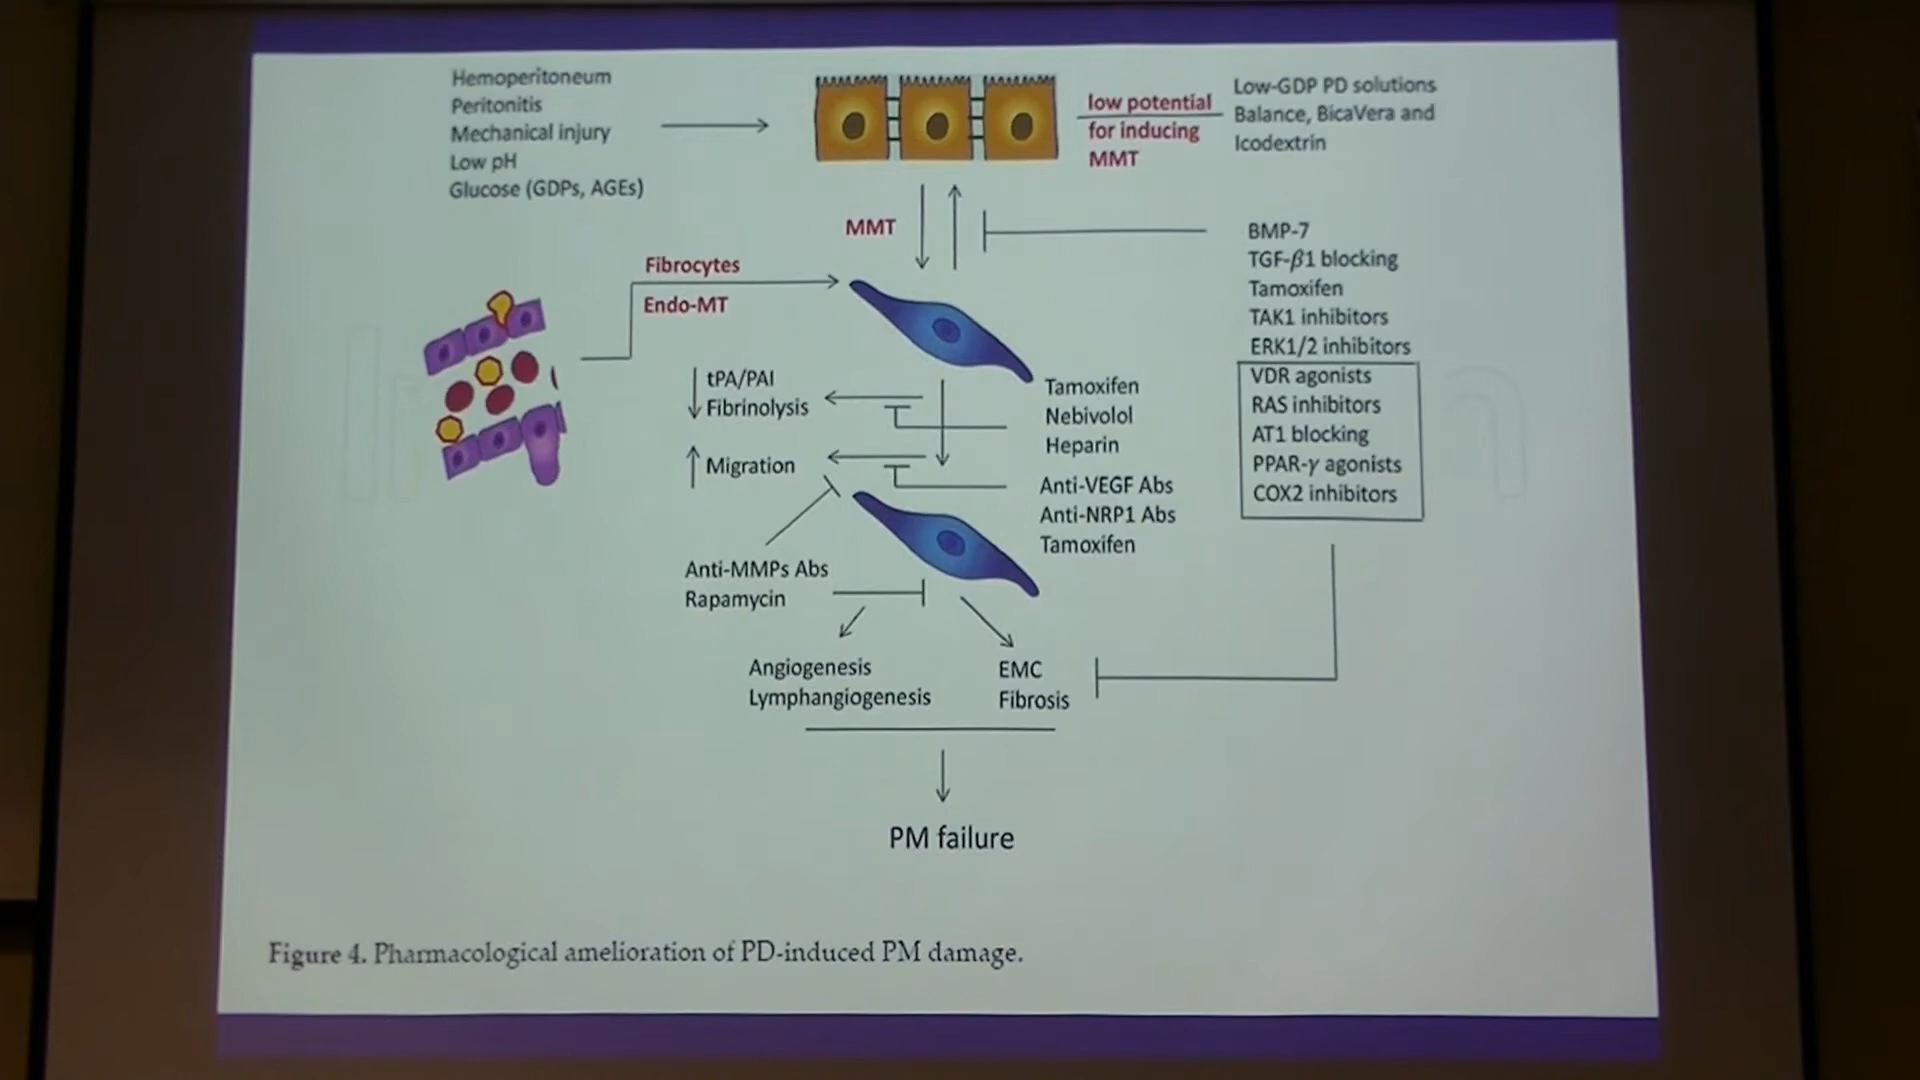 Hemoperitoneum
Peritonitis
Mechanical injury
Low pH
Glucose (GDPs, AGEs)
low potential
for inducing
MMT
Low-GDP PD solutions
Balance, BicaVera and
Icodextrin
MMT
BMP-7
TGF-β1 blocking
Tamoxifen
TAK1 inhibitors
ERK1/2 inhibitors
VDR agonists
RAS inhibitors
AT1 blocking
PPAR-γ agonists
COX2 inhibitors
Fibrocytes
Endo-MT
tPA/PAI
Fibrinolysis
Migration
Tamoxifen
Nebivolol
Heparin
Anti-VEGF Abs
Anti-NRP1 Abs
Tamoxifen
Anti-MMPs Abs
Rapamycin
Angiogenesis
Lymphangiogenesis
EMC
Fibrosis
PM failure
Figure 4. Pharmacological amelioration of PD-induced PM damage.